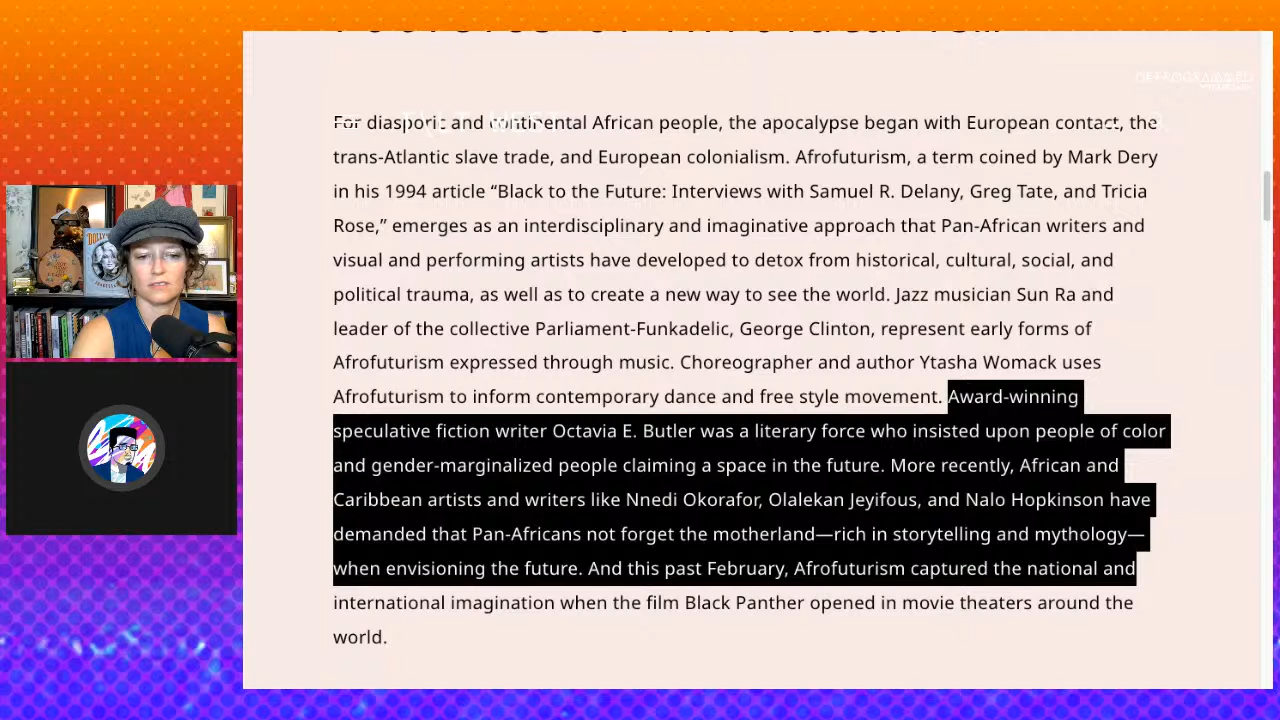 For diasporic and continental African people, the apocalypse began with European contact, the
trans-Atlantic slave trade, and European colonialism. Afrofuturism, a term coined by Mark Dery
in his 1994 article “Black to the Future: Interviews with Samuel R. Delany, Greg Tate, and Tricia
Rose,” emerges as an interdisciplinary and imaginative approach that Pan-African writers and
visual and performing artists have developed to detox from historical, cultural, social, and
political trauma, as well as to create a new way to see the world. Jazz musician Sun Ra and
leader of the collective Parliament-Funkadelic, George Clinton, represent early forms of
Afrofuturism expressed through music. Choreographer and author Ytasha Womack uses
Afrofuturism to inform contemporary dance and free style movement. Award-winning
speculative fiction writer Octavia E. Butler was a literary force who insisted upon people of color
and gender-marginalized people claiming a space in the future. More recently, African and
Caribbean artists and writers like Nnedi Okorafor, Olalekan Jeyifous, and Nalo Hopkinson have
demanded that Pan-Africans not forget the motherland—rich in storytelling and mythology—
when envisioning the future. And this past February, Afrofuturism captured the national and
international imagination when the film Black Panther opened in movie theaters around the
world.
DOLLY